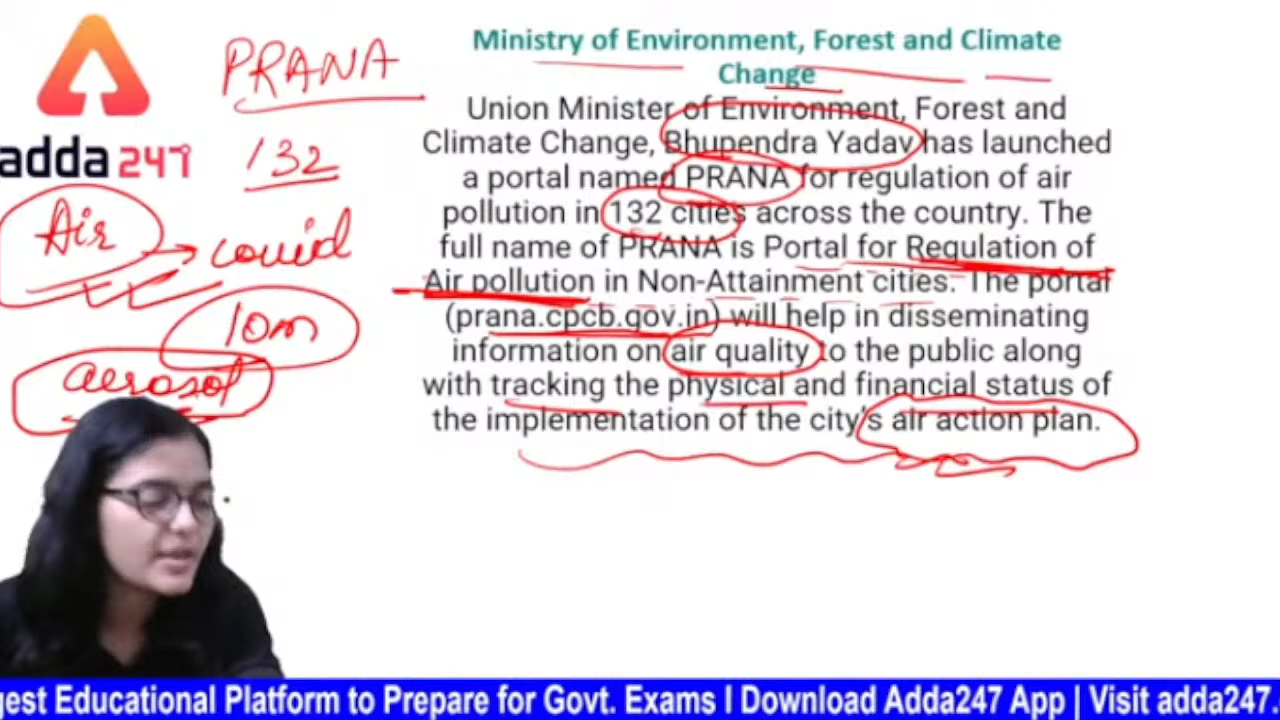 Ministry of Environment, Forest and Climate
Change
Union Minister of Environment, Forest and
Climate Change, Bhupendra Yadav has launched
a portal named PRANA for regulation of air
pollution in 132 cities across the country. The
full name of PRANA is Portal for Regulation of
Air pollution in Non-Attainment cities. The portal
(prana.cpcb.gov.in) will help in disseminating
information on air quality to the public along
with tracking the physical and financial status of
the implementation of the city's air action plan.
PRANA
adda247
132
Air
covid
10m
aerosol
gest Educational Platform to Prepare for Govt. Exams I Download Adda247 App | Visit adda247.